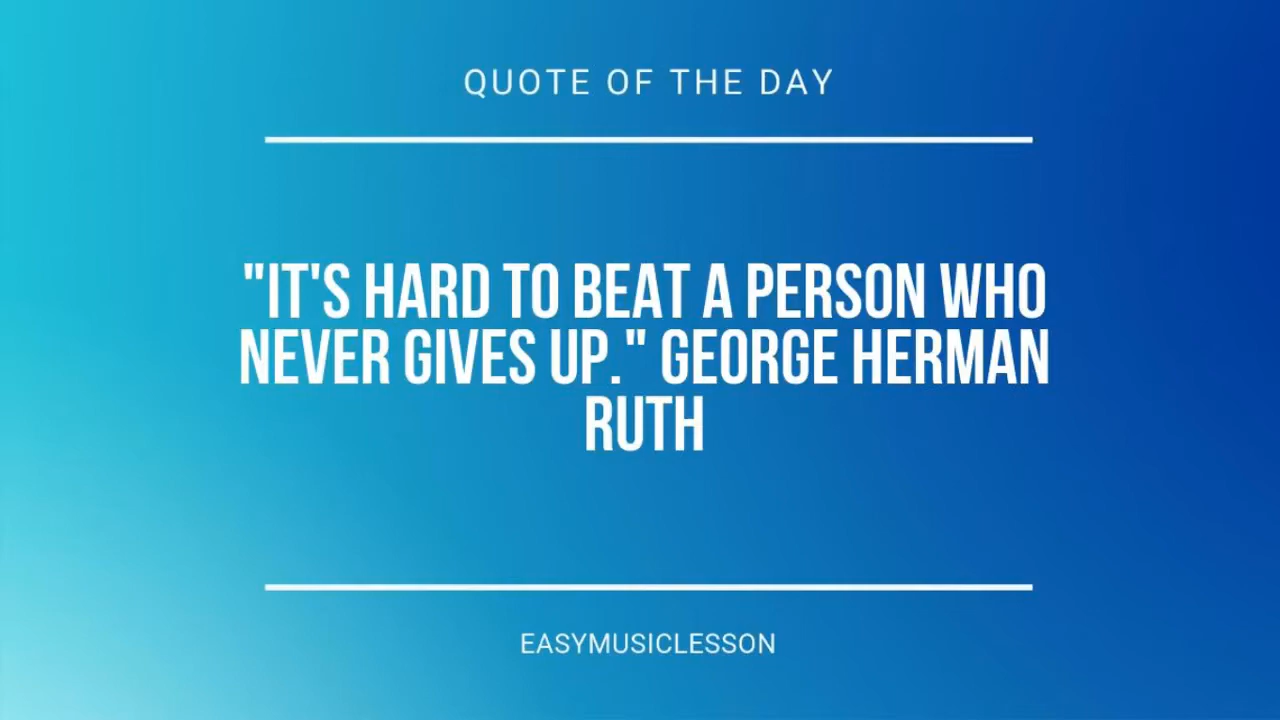 QUOTE OF THE DAY
"IT'S HARD TO BEAT A PERSON WHO
NEVER GIVES UP." GEORGE HERMAN
RUTH
EASYMUSICLESSON